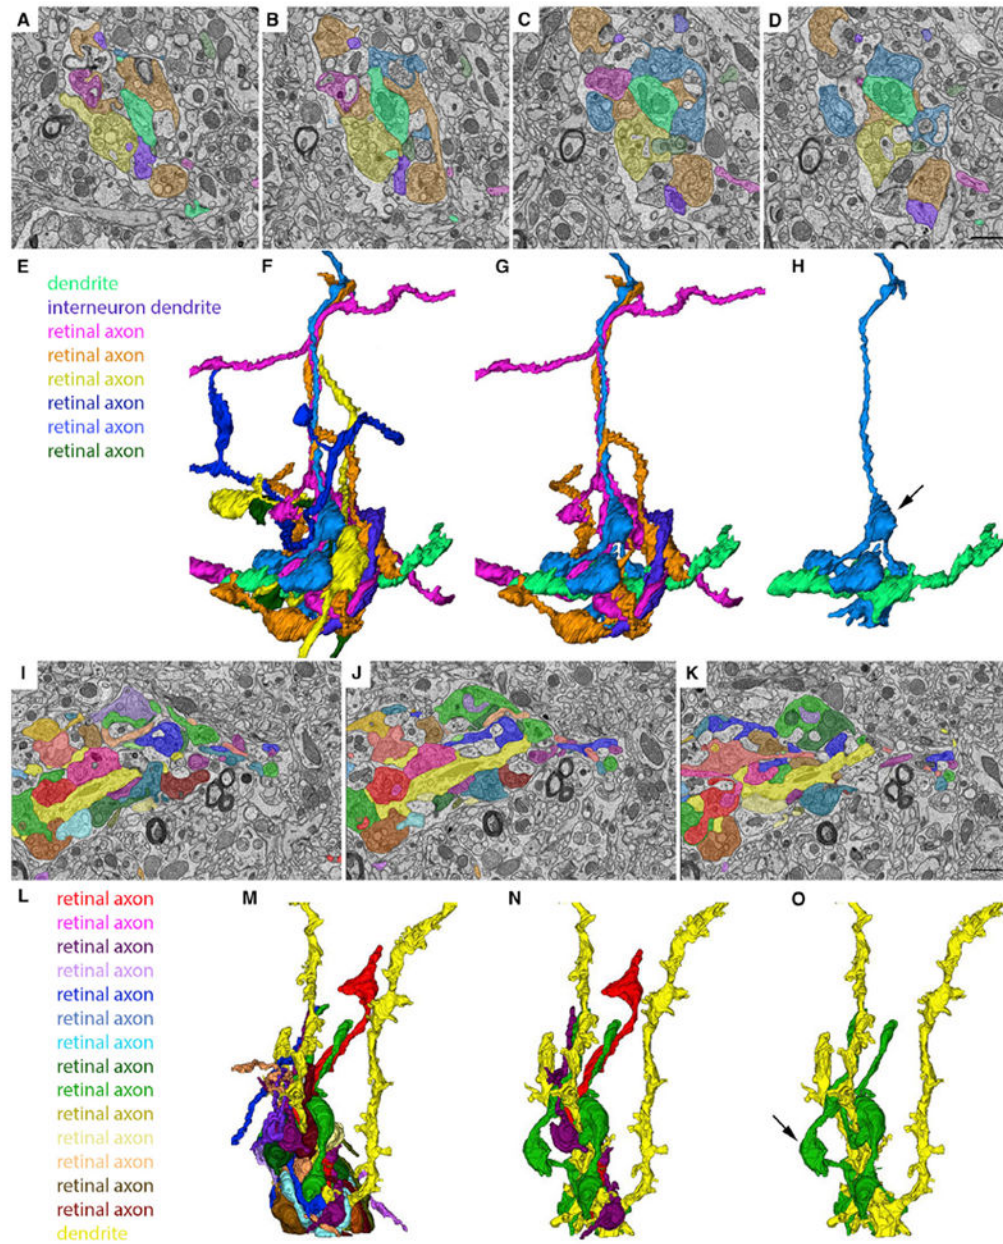 A B C D
E F G H
dendrite
interneuron dendrite
retinal axon
retinal axon
retinal axon
retinal axon
retinal axon
retinal axon
I J K
L M N O
retinal axon
retinal axon
retinal axon
retinal axon
retinal axon
retinal axon
retinal axon
retinal axon
retinal axon
retinal axon
retinal axon
retinal axon
retinal axon
retinal axon
dendrite